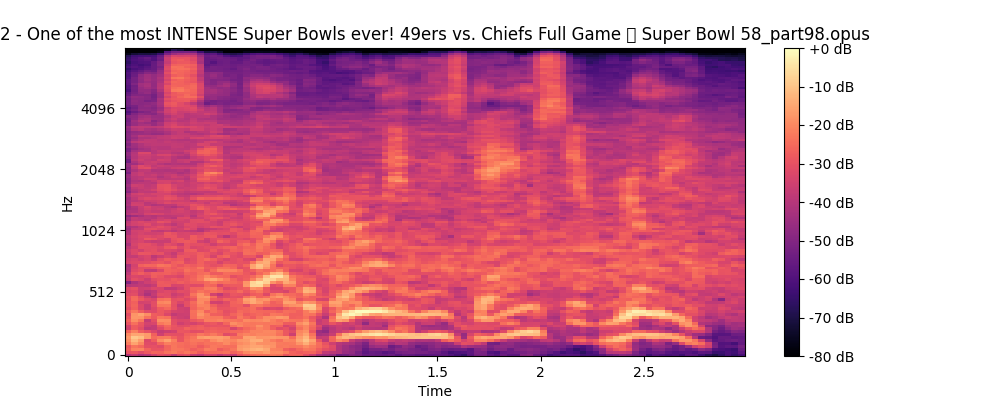 2 - One of the most INTENSE Super Bowls ever! 49ers vs. Chiefs Full Game  Super Bowl 58_part98.opus
+0 dB
-10 dB
-20 dB
-30 dB
-40 dB
-50 dB
-60 dB
-70 dB
-80 dB
Hz
4096
2048
1024
512
0
0 0.5 1 1.5 2 2.5
Time